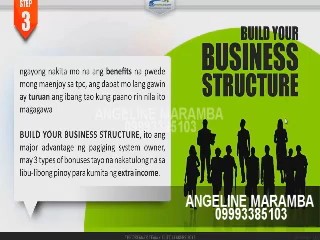 STEP
3
ngayong nakita mo na ang benefits na pwede
mong maenjoy sa tpc, ang dapat mo lang gawin
ay turuan ang ibang tao kung paano rin nila ito
magagawa
BUILD YOUR BUSINESS STRUCTURE, ito ang
major advantage ng pagiging system owner,
may 3 types of bonuses tayo na nakatulong na sa
libu-libong pinoy para kumita ng extra income.
BUILD YOUR
BUSINESS
STRUCTURE
ANGELINE MARAMBA
09993385103
ANGELINE MARAMBA
09993385103